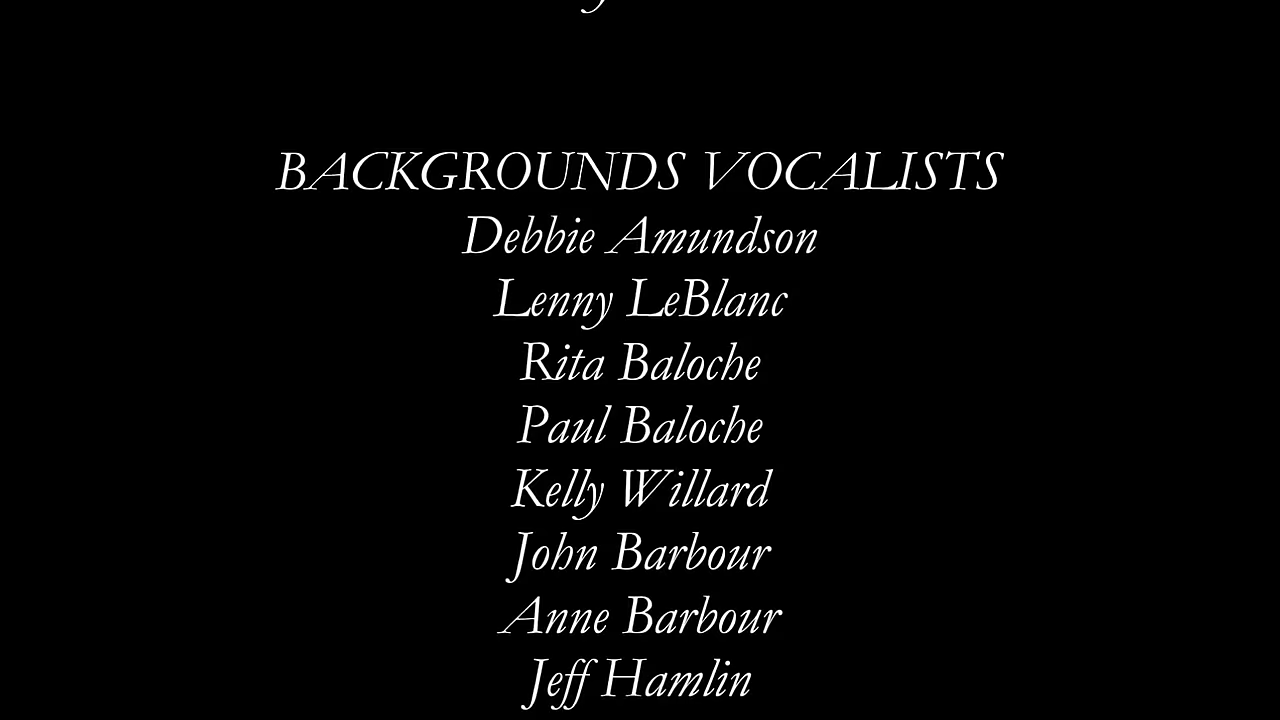 BACKGROUNDS VOCALISTS
Debbie Amundson
Lenny LeBlanc
Rita Baloche
Paul Baloche
Kelly Willard
John Barbour
Anne Barbour
Jeff Hamlin